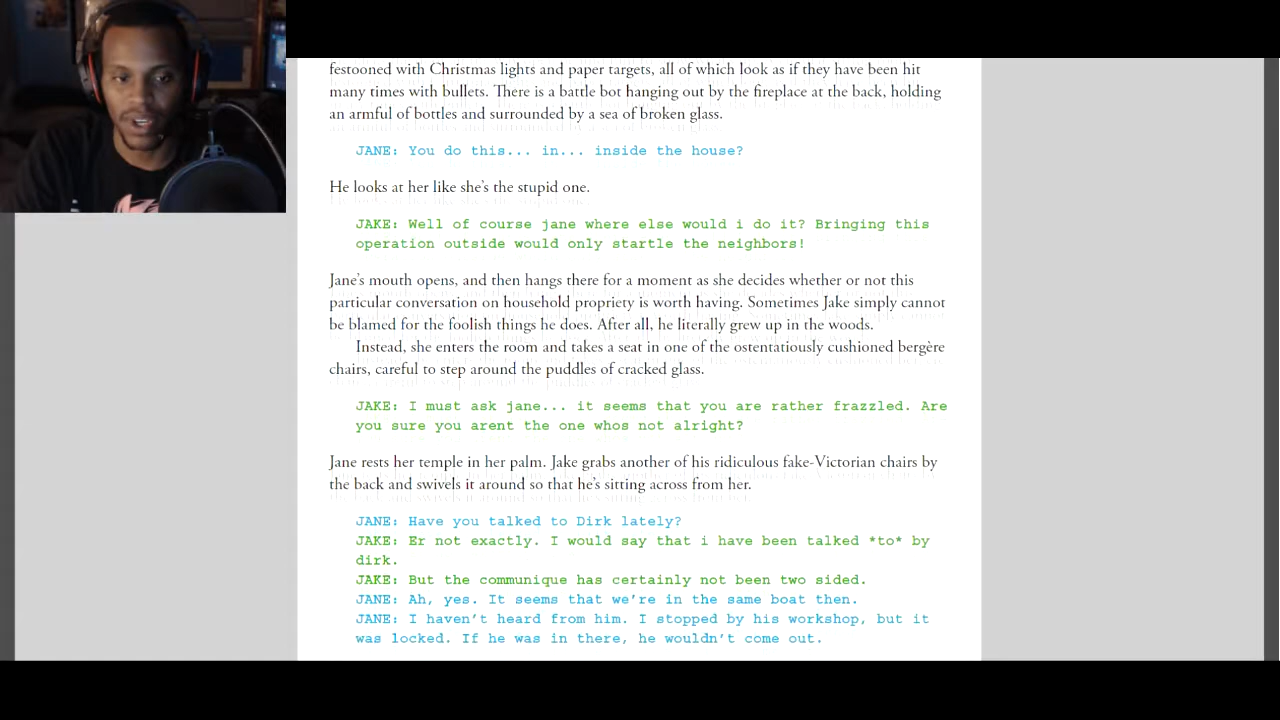 festooned with Christmas lights and paper targets, all of which look as if they have been hit
many times with bullets. There is a battle bot hanging out by the fireplace at the back, holding
an armful of bottles and surrounded by a sea of broken glass.
JANE: You do this... in... inside the house?
He looks at her like she’s the stupid one.
JAKE: Well of course jane where else would i do it? Bringing this
operation outside would only startle the neighbors!
Jane’s mouth opens, and then hangs there for a moment as she decides whether or not this
particular conversation on household propriety is worth having. Sometimes Jake simply cannot
be blamed for the foolish things he does. After all, he literally grew up in the woods.
Instead, she enters the room and takes a seat in one of the ostentatiously cushioned bergère
chairs, careful to step around the puddles of cracked glass.
JAKE: I must ask jane... it seems that you are rather frazzled. Are
you sure you arent the one whos not alright?
Jane rests her temple in her palm. Jake grabs another of his ridiculous fake-Victorian chairs by
the back and swivels it around so that he’s sitting across from her.
JANE: Have you talked to Dirk lately?
JAKE: Er not exactly. I would say that i have been talked *to* by
dirk.
JAKE: But the communique has certainly not been two sided.
JANE: Ah, yes. It seems that we’re in the same boat then.
JANE: I haven’t heard from him. I stopped by his workshop, but it
was locked. If he was in there, he wouldn’t come out.